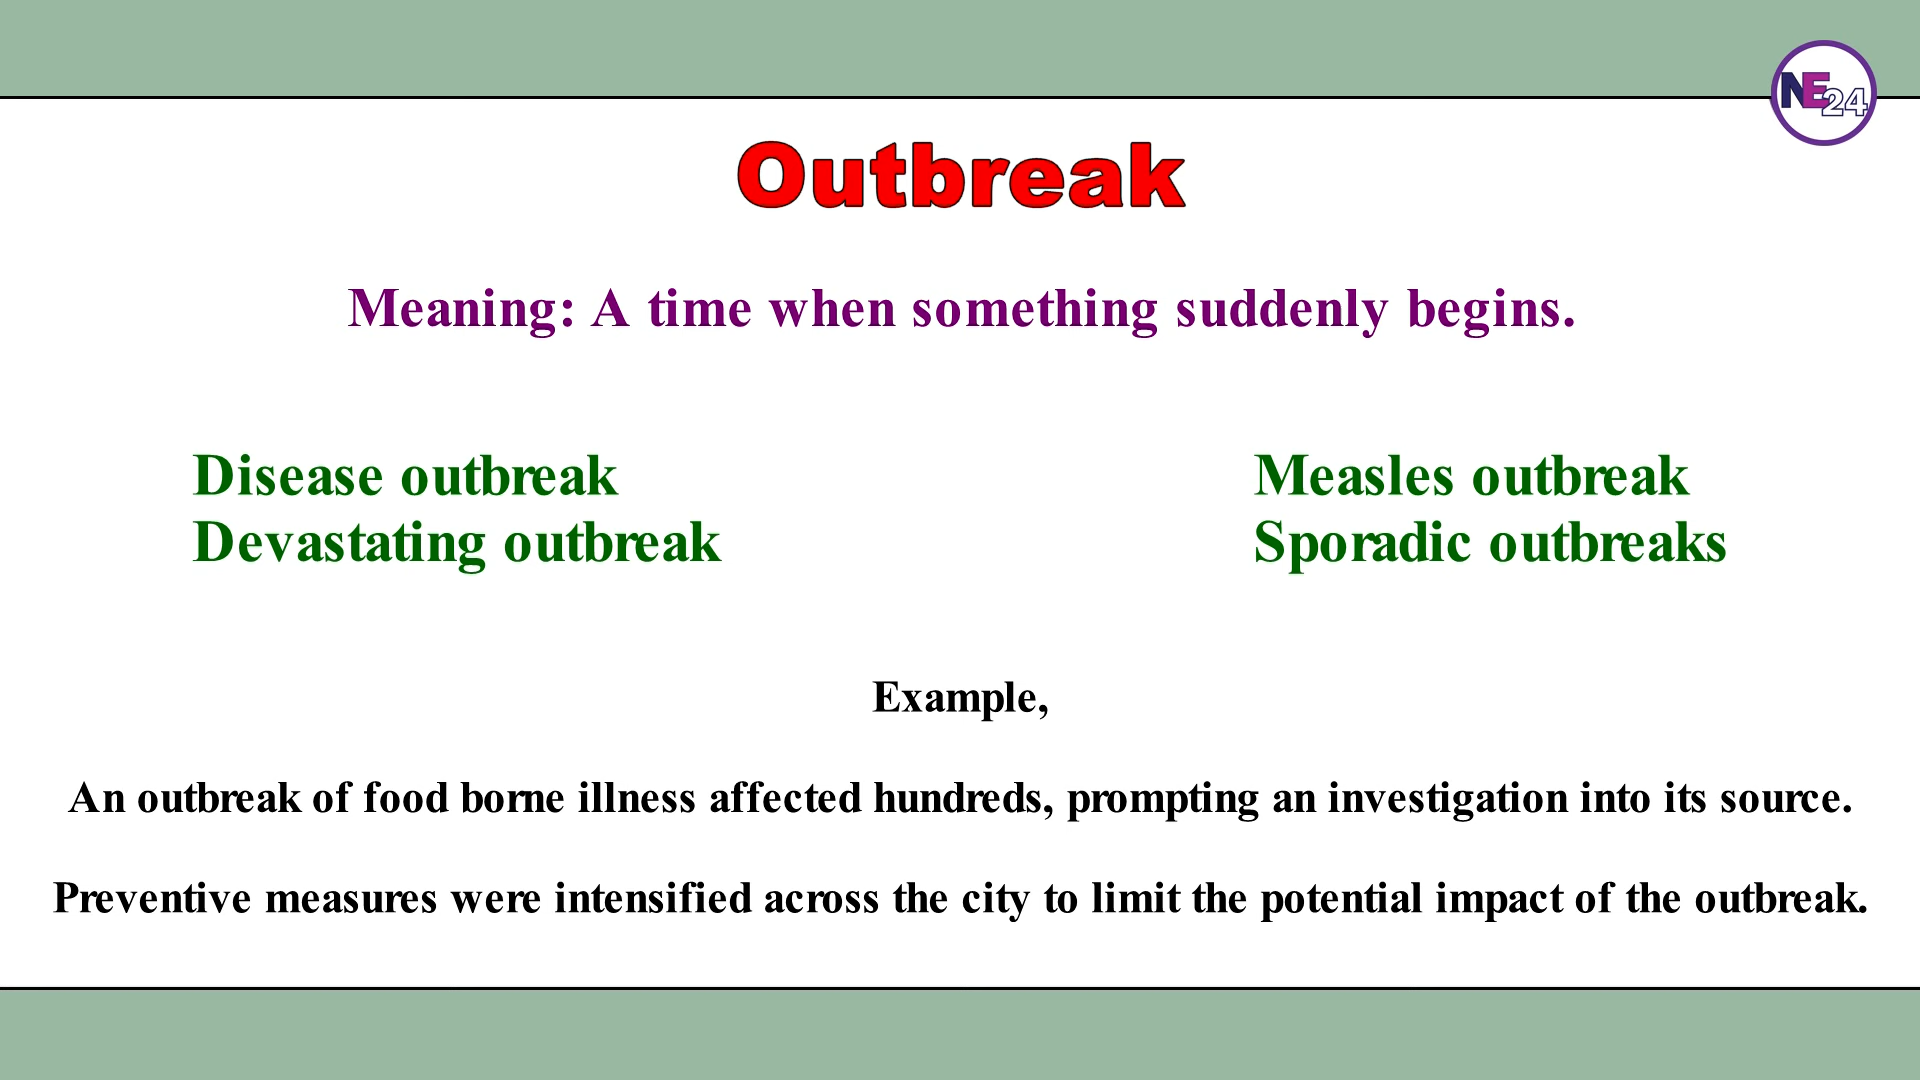 NE24
Outbreak
Meaning: A time when something suddenly begins.
Disease outbreak
Devastating outbreak
Measles outbreak
Sporadic outbreaks
Example,
An outbreak of food borne illness affected hundreds, prompting an investigation into its source.
Preventive measures were intensified across the city to limit the potential impact of the outbreak.